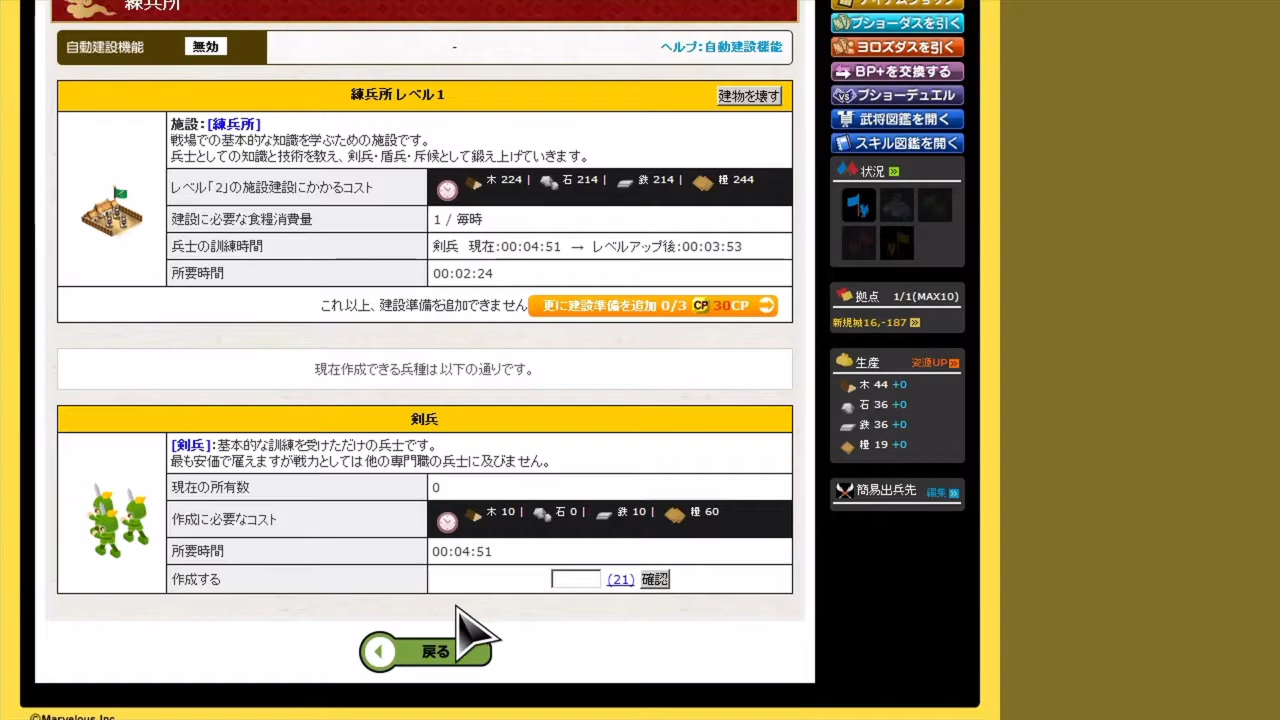 練兵所
アイテムショップ
ブショーダスを引く
ヨロズダスを引く
BP+を交換する
VS ブショーデュエル
武将図鑑を開く
スキル図鑑を開く
自動建設機能 無効 - ヘルプ:自動建設機能
練兵所 レベル1 建物を壊す
施設:[練兵所]
戦場での基本的な知識を学ぶための施設です。
兵士としての知識と技術を教え、剣兵・盾兵・斥候として鍛え上げていきます。
レベル「2」の施設建設にかかるコスト 木 224 | 石 214 | 鉄 214 | 糧 244
建設に必要な食糧消費量 1 / 毎時
兵士の訓練時間 剣兵 現在:00:04:51 → レベルアップ後:00:03:53
所要時間 00:02:24
これ以上、建設準備を追加できません 更に建設準備を追加 0/3 CP 30CP
現在作成できる兵種は以下の通りです。
剣兵
[剣兵]:基本的な訓練を受けただけの兵士です。
最も安価で雇えますが戦力としては他の専門職の兵士に及びません。
現在の所有数 0
作成に必要なコスト 木 10 | 石 0 | 鉄 10 | 糧 60
所要時間 00:04:51
作成する (21) 確認
戻る
状況
拠点 1/1(MAX10)
新規城16,-187
生産 資源UP
木 44 +0
石 36 +0
鉄 36 +0
糧 19 +0
簡易出兵先 編集
©Marvelous Inc.